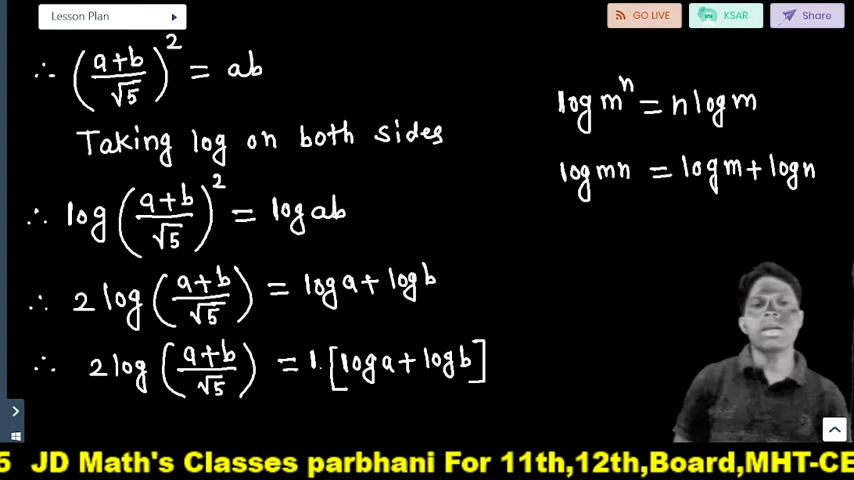 Lesson Plan
GO LIVE
KSAR
Share
∴ (a+b/√5)² = ab
Taking log on both sides
∴ log(a+b/√5)² = log ab
∴ 2 log(a+b/√5) = log a + log b
∴ 2 log(a+b/√5) = 1.[log a + log b]
log mⁿ = n log m
log mn = log m + log n
5 JD Math's Classes parbhani For 11th,12th,Board,MHT-CE